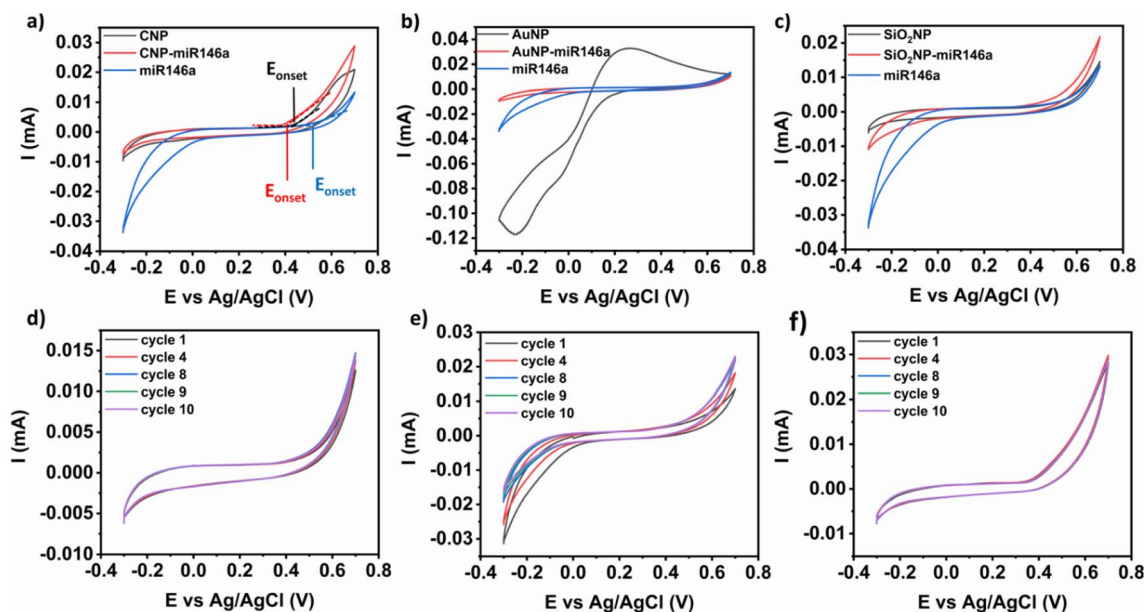 a)
CNP
CNP-miR146a
miR146a
E_onset
E_onset
E_onset
I (mA)
0.03
0.02
0.01
0.00
-0.01
-0.02
-0.03
-0.04
-0.4 -0.2 0.0 0.2 0.4 0.6 0.8
E vs Ag/AgCl (V)
b)
AuNP
AuNP-miR146a
miR146a
I (mA)
0.04
0.02
0.00
-0.02
-0.04
-0.06
-0.08
-0.10
-0.12
-0.4 -0.2 0.0 0.2 0.4 0.6 0.8
E vs Ag/AgCl (V)
c)
SiO₂NP
SiO₂NP-miR146a
miR146a
I (mA)
0.04
0.03
0.02
0.01
0.00
-0.01
-0.02
-0.03
-0.04
-0.4 -0.2 0.0 0.2 0.4 0.6 0.8
E vs Ag/AgCl (V)
d)
cycle 1
cycle 4
cycle 8
cycle 9
cycle 10
I (mA)
0.015
0.010
0.005
0.000
-0.005
-0.010
-0.4 -0.2 0.0 0.2 0.4 0.6 0.8
E vs Ag/AgCl (V)
e)
cycle 1
cycle 4
cycle 8
cycle 9
cycle 10
I (mA)
0.03
0.02
0.01
0.00
-0.01
-0.02
-0.03
-0.04
-0.4 -0.2 0.0 0.2 0.4 0.6 0.8
E vs Ag/AgCl (V)
f)
cycle 1
cycle 4
cycle 8
cycle 9
cycle 10
I (mA)
0.03
0.02
0.01
0.00
-0.01
-0.4 -0.2 0.0 0.2 0.4 0.6 0.8
E vs Ag/AgCl (V)